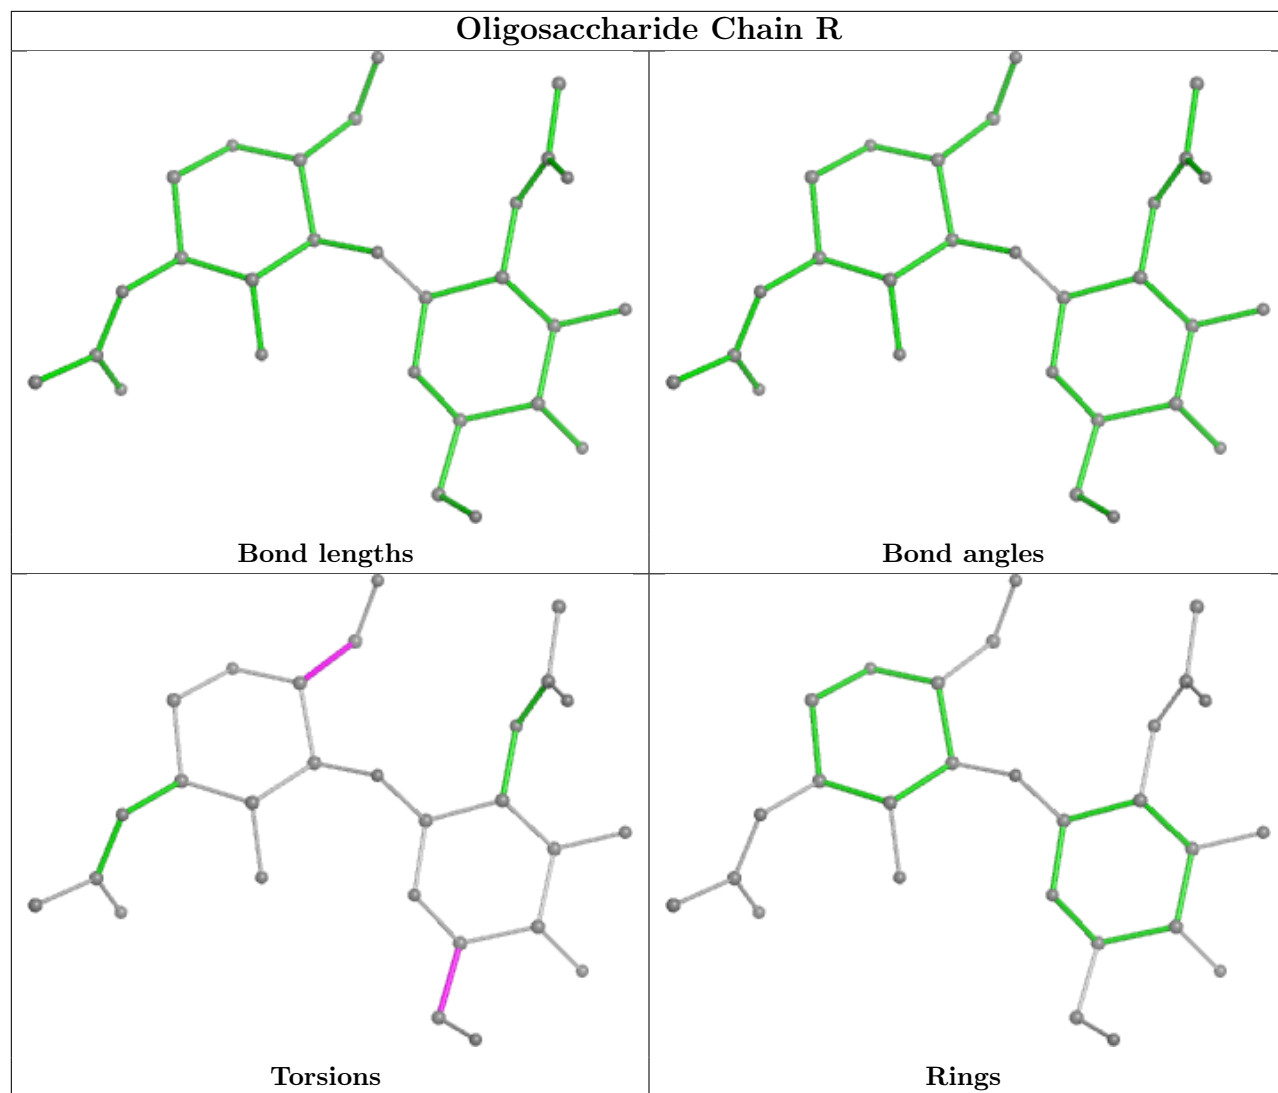 Oligosaccharide Chain R
Bond lengths
Bond angles
Torsions
Rings